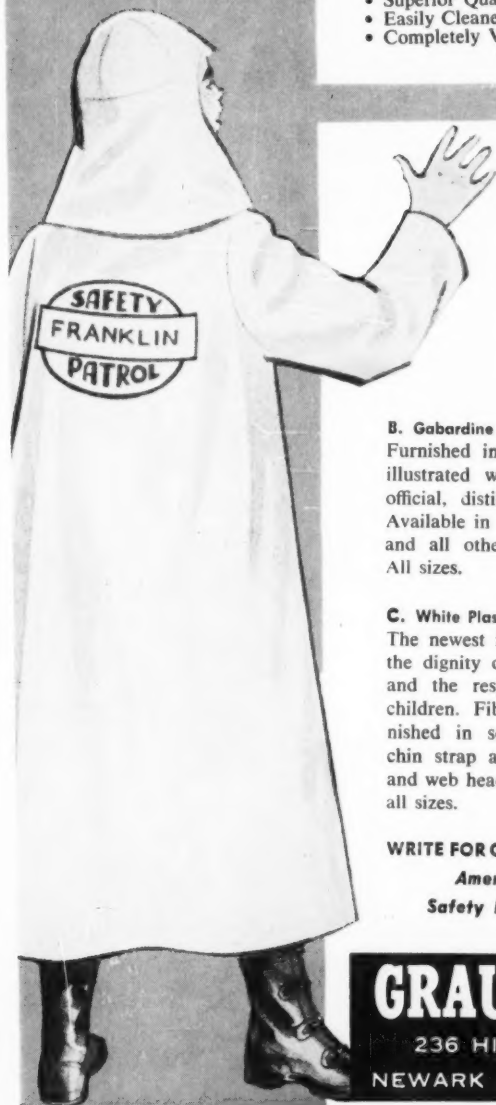 • Superior Qua
• Easily Cleane
• Completely V
SAFETY
FRANKLIN
PATROL
B. Gabardine
Furnished in
illustrated w
official, disti
Available in
and all othe
All sizes.
C. White Plas
The newest
the dignity
and the res
children. Fib
nished in s
chin strap a
and web head
all sizes.
WRITE FOR
Amer
Safety
GRAU
236 HI
NEWARK